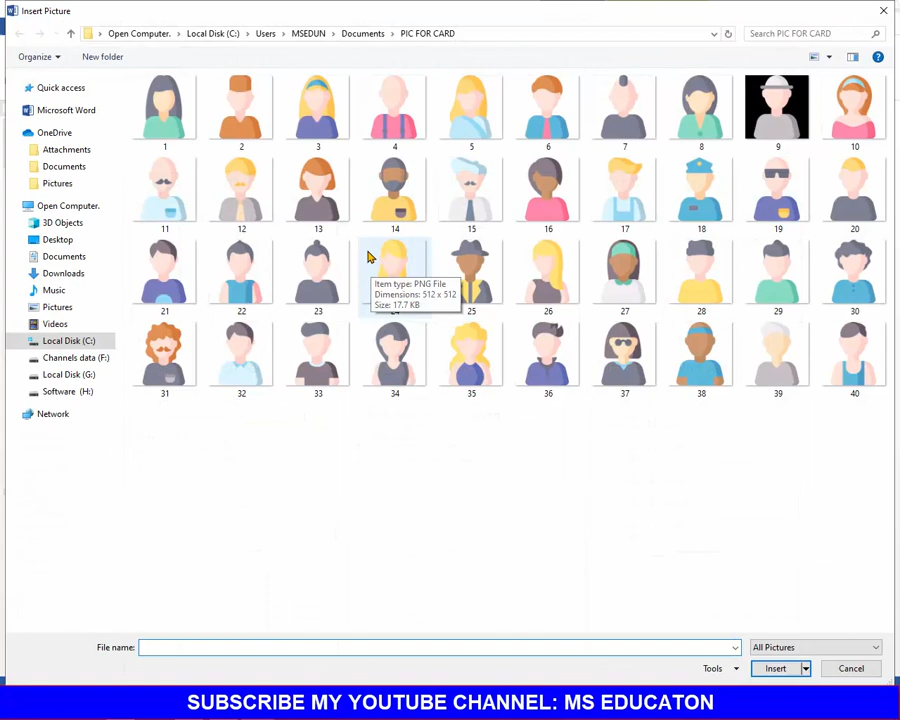 Insert Picture
Open Computer. > Local Disk (C:) > Users > MSEDUN > Documents > PIC FOR CARD
Search PIC FOR CARD
Organize
New folder
Quick access
Microsoft Word
OneDrive
Attachments
Documents
Pictures
Open Computer.
3D Objects
Desktop
Documents
Downloads
Music
Pictures
Videos
Local Disk (C:)
Channels data (F:)
Local Disk (G:)
Software (H:)
Network
1 2 3 4 5 6 7 8 9 10
11 12 13 14 15 16 17 18 19 20
21 22 23 24 25 26 27 28 29 30
Item type: PNG File
Dimensions: 512 x 512
Size: 17.7 KB
31 32 33 34 35 36 37 38 39 40
File name:
All Pictures
Tools
Insert
Cancel
SUBSCRIBE MY YOUTUBE CHANNEL: MS EDUCATON